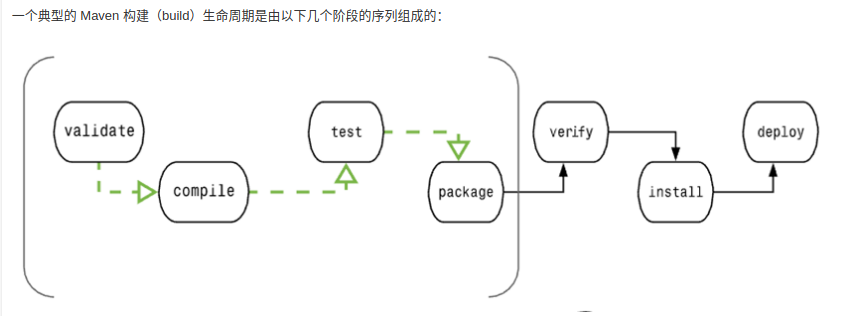 一个典型的 Maven 构建（build）生命周期是由以下几个阶段的序列组成的：
validate
compile
test
package
verify
install
deploy